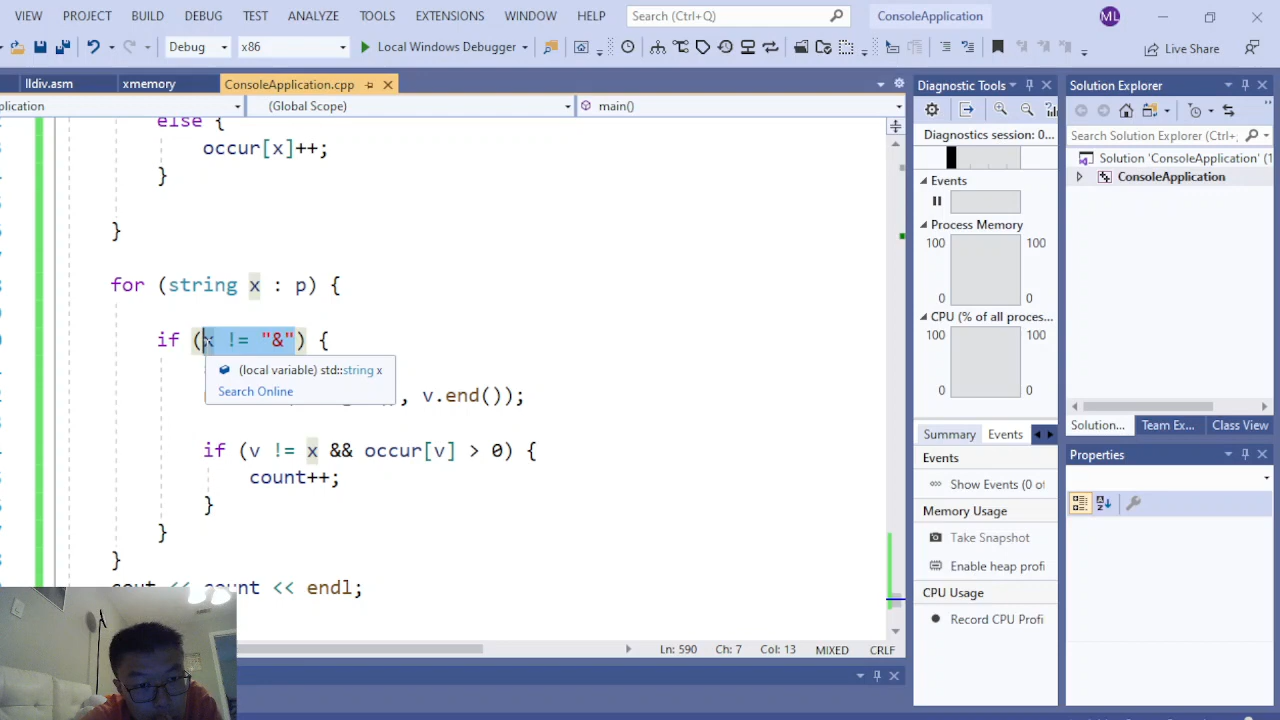 VIEW PROJECT BUILD DEBUG TEST ANALYZE TOOLS EXTENSIONS WINDOW HELP Search (Ctrl+Q) ConsoleApplication ML
Debug x86 Local Windows Debugger Live Share
lldiv.asm xmemory ConsoleApplication.cpp
plication (Global Scope) main()
else {
occur[x]++;
}
}
for (string x : p) {
if (x != "&") {
(local variable) std::string x
Search Online
, v.end());
if (v != x && occur[v] > 0) {
count++;
}
}
}
cout << count << endl;
Ln: 590 Ch: 7 Col: 13 MIXED CRLF
Diagnostic Tools
Diagnostics session: 0...
Events
Process Memory
100 100
0 0
CPU (% of all proces...
100 100
0 0
Summary Events
Events
Show Events (0 of
Memory Usage
Take Snapshot
Enable heap profi
CPU Usage
Record CPU Profi
Solution Explorer
Search Solution Explorer (Ctrl+
Solution 'ConsoleApplication' (1
ConsoleApplication
Solution... Team Ex... Class View
Properties